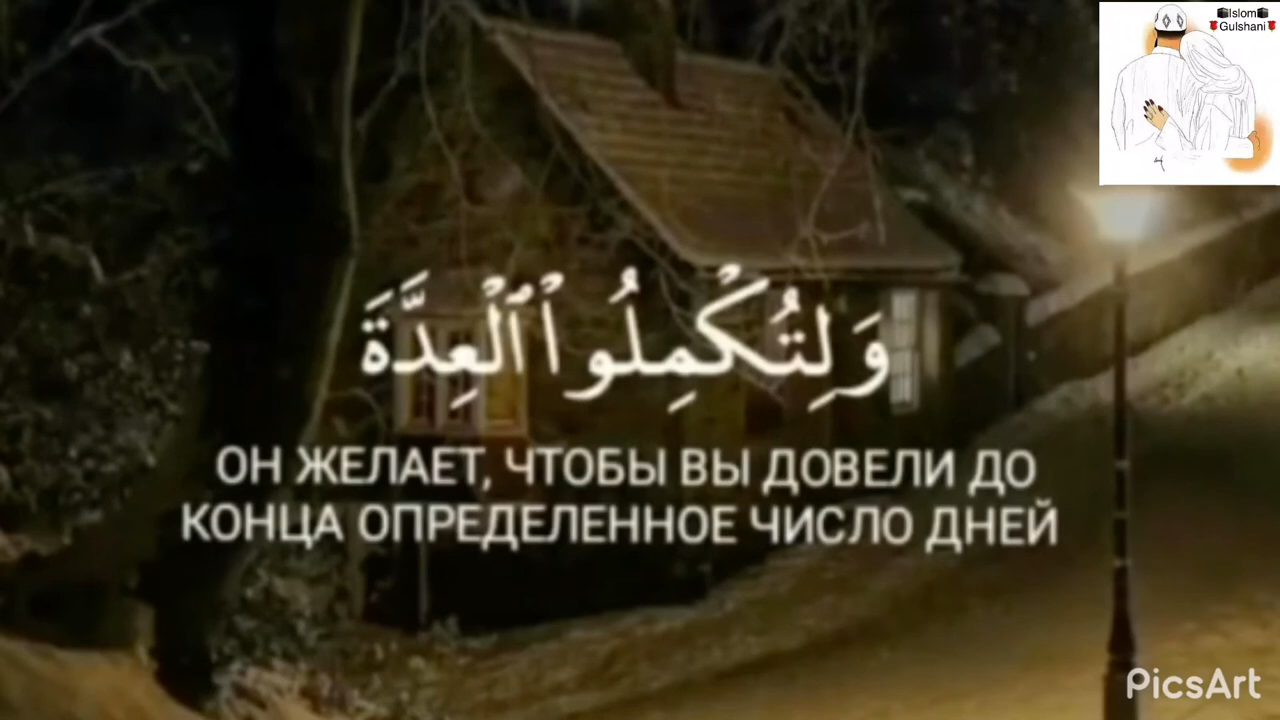 🕋Islom🕋
🌹Gulshani🌹
وَلِتُكْمِلُوا۟ ٱلْعِدَّةَ
ОН ЖЕЛАЕТ, ЧТОБЫ ВЫ ДОВЕЛИ ДО
КОНЦА ОПРЕДЕЛЕННОЕ ЧИСЛО ДНЕЙ
PicsArt